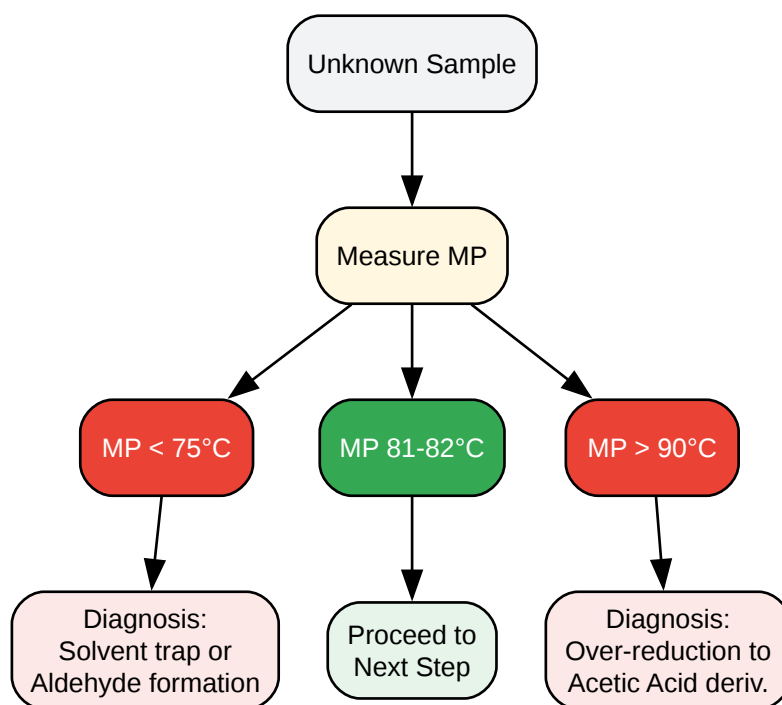 Unknown Sample
Measure MP
MP < 75°C
MP 81-82°C
MP > 90°C
Diagnosis:
Solvent trap or
Aldehyde formation
Proceed to
Next Step
Diagnosis:
Over-reduction to
Acetic Acid deriv.